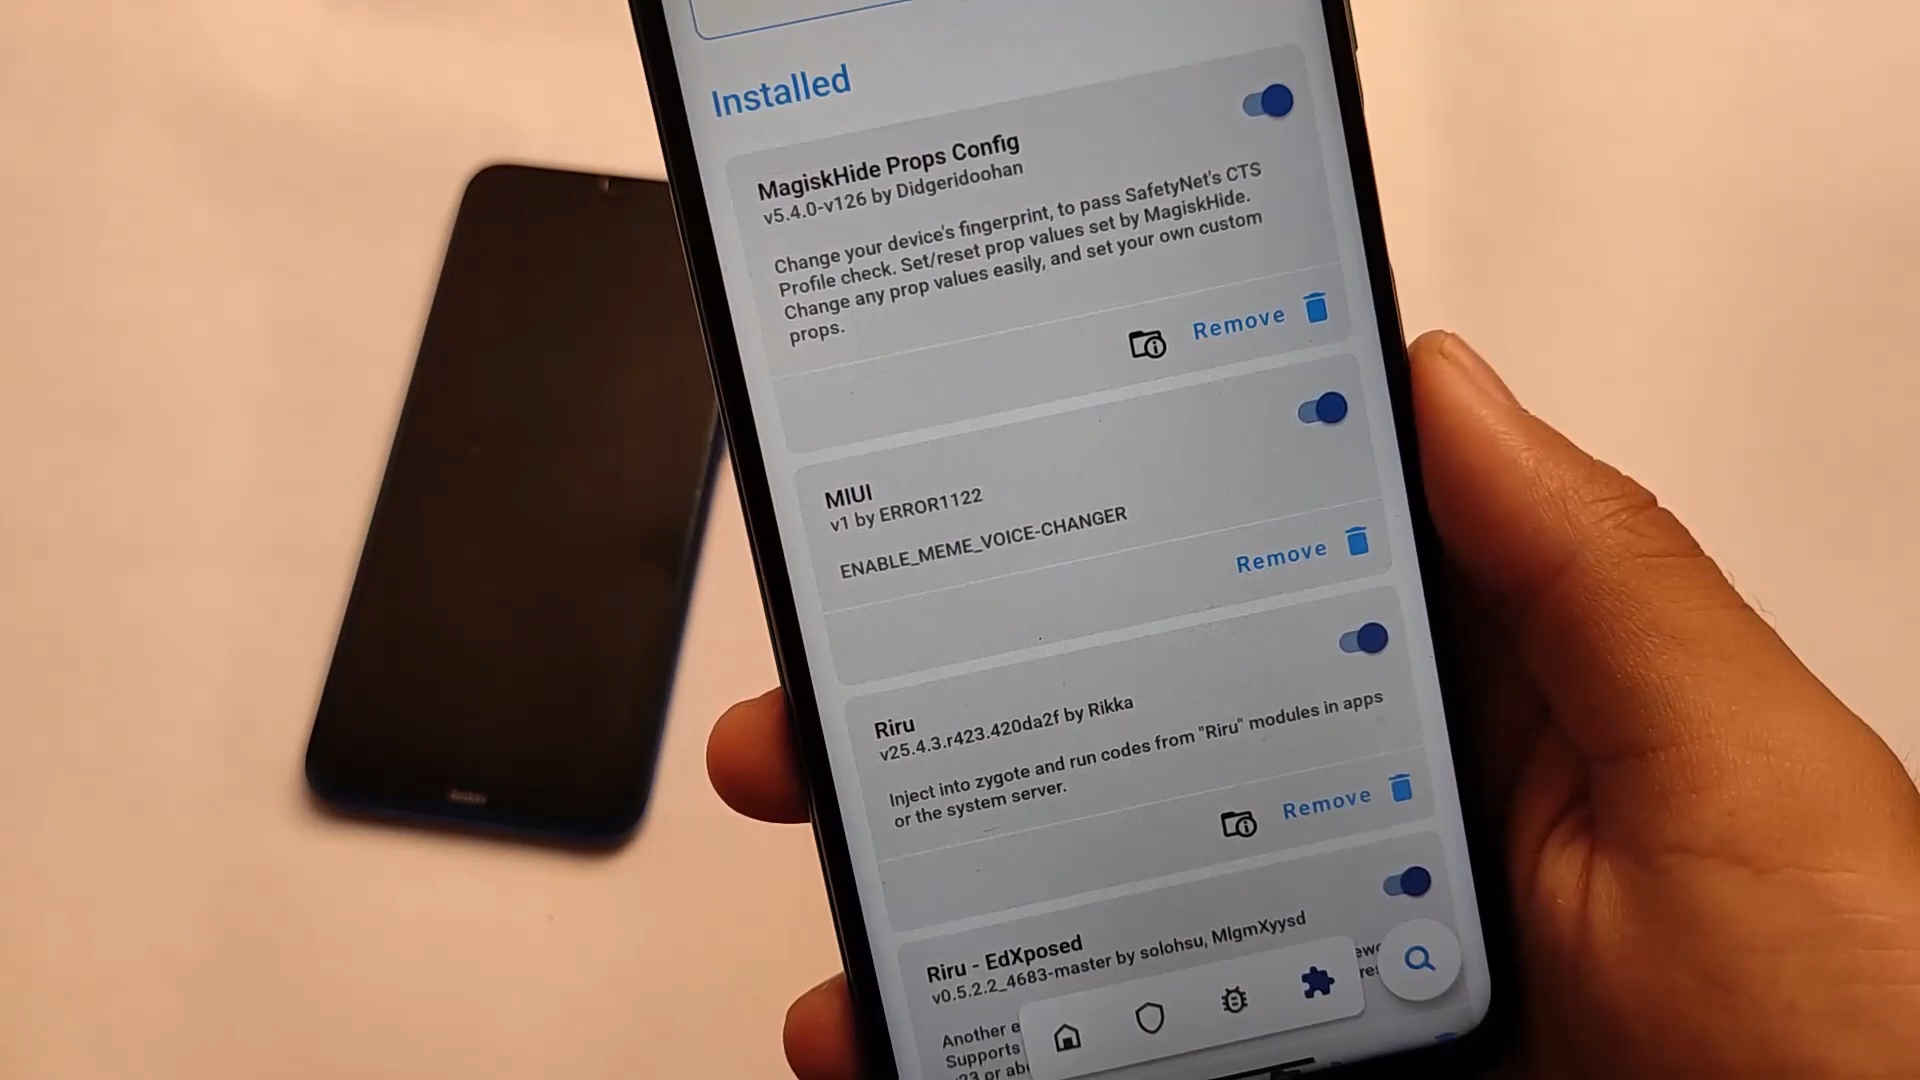 Installed
MagiskHide Props Config
v5.4.0-v126 by Didgeridoohan
Change your device's fingerprint, to pass SafetyNet's CTS
Profile check. Set/reset prop values set by MagiskHide.
Change any prop values easily, and set your own custom
props.
Remove
MIUI
v1 by ERROR1122
ENABLE_MEME_VOICE-CHANGER
Remove
Riru
v25.4.3.r423.420da2f by Rikka
Inject into zygote and run codes from "Riru" modules in apps
or the system server.
Remove
Riru - EdXposed
v0.5.2.2_4683-master by solohsu, MlgmXyysd
Another
Supports
or